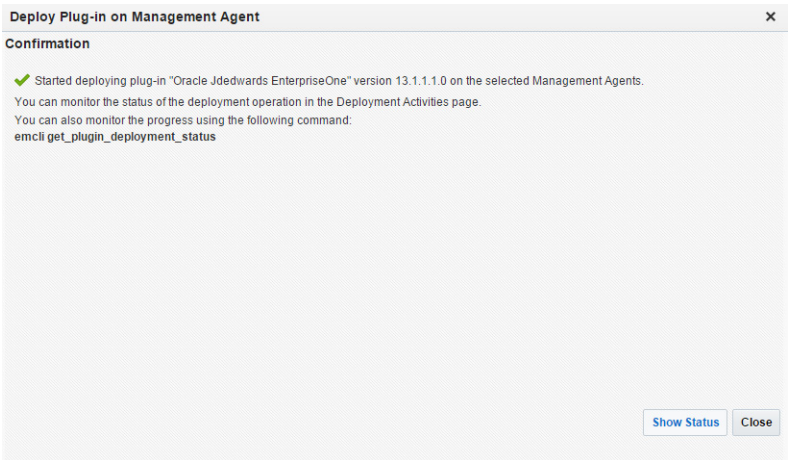 Deploy Plug-in on Management Agent
Confirmation
Started deploying plug-in "Oracle Jdedwards EnterpriseOne" version 13.1.1.1.0 on the selected Management Agents.
You can monitor the status of the deployment operation in the Deployment Activities page.
You can also monitor the progress using the following command:
emcli get_plugin_deployment_status
Show Status Close